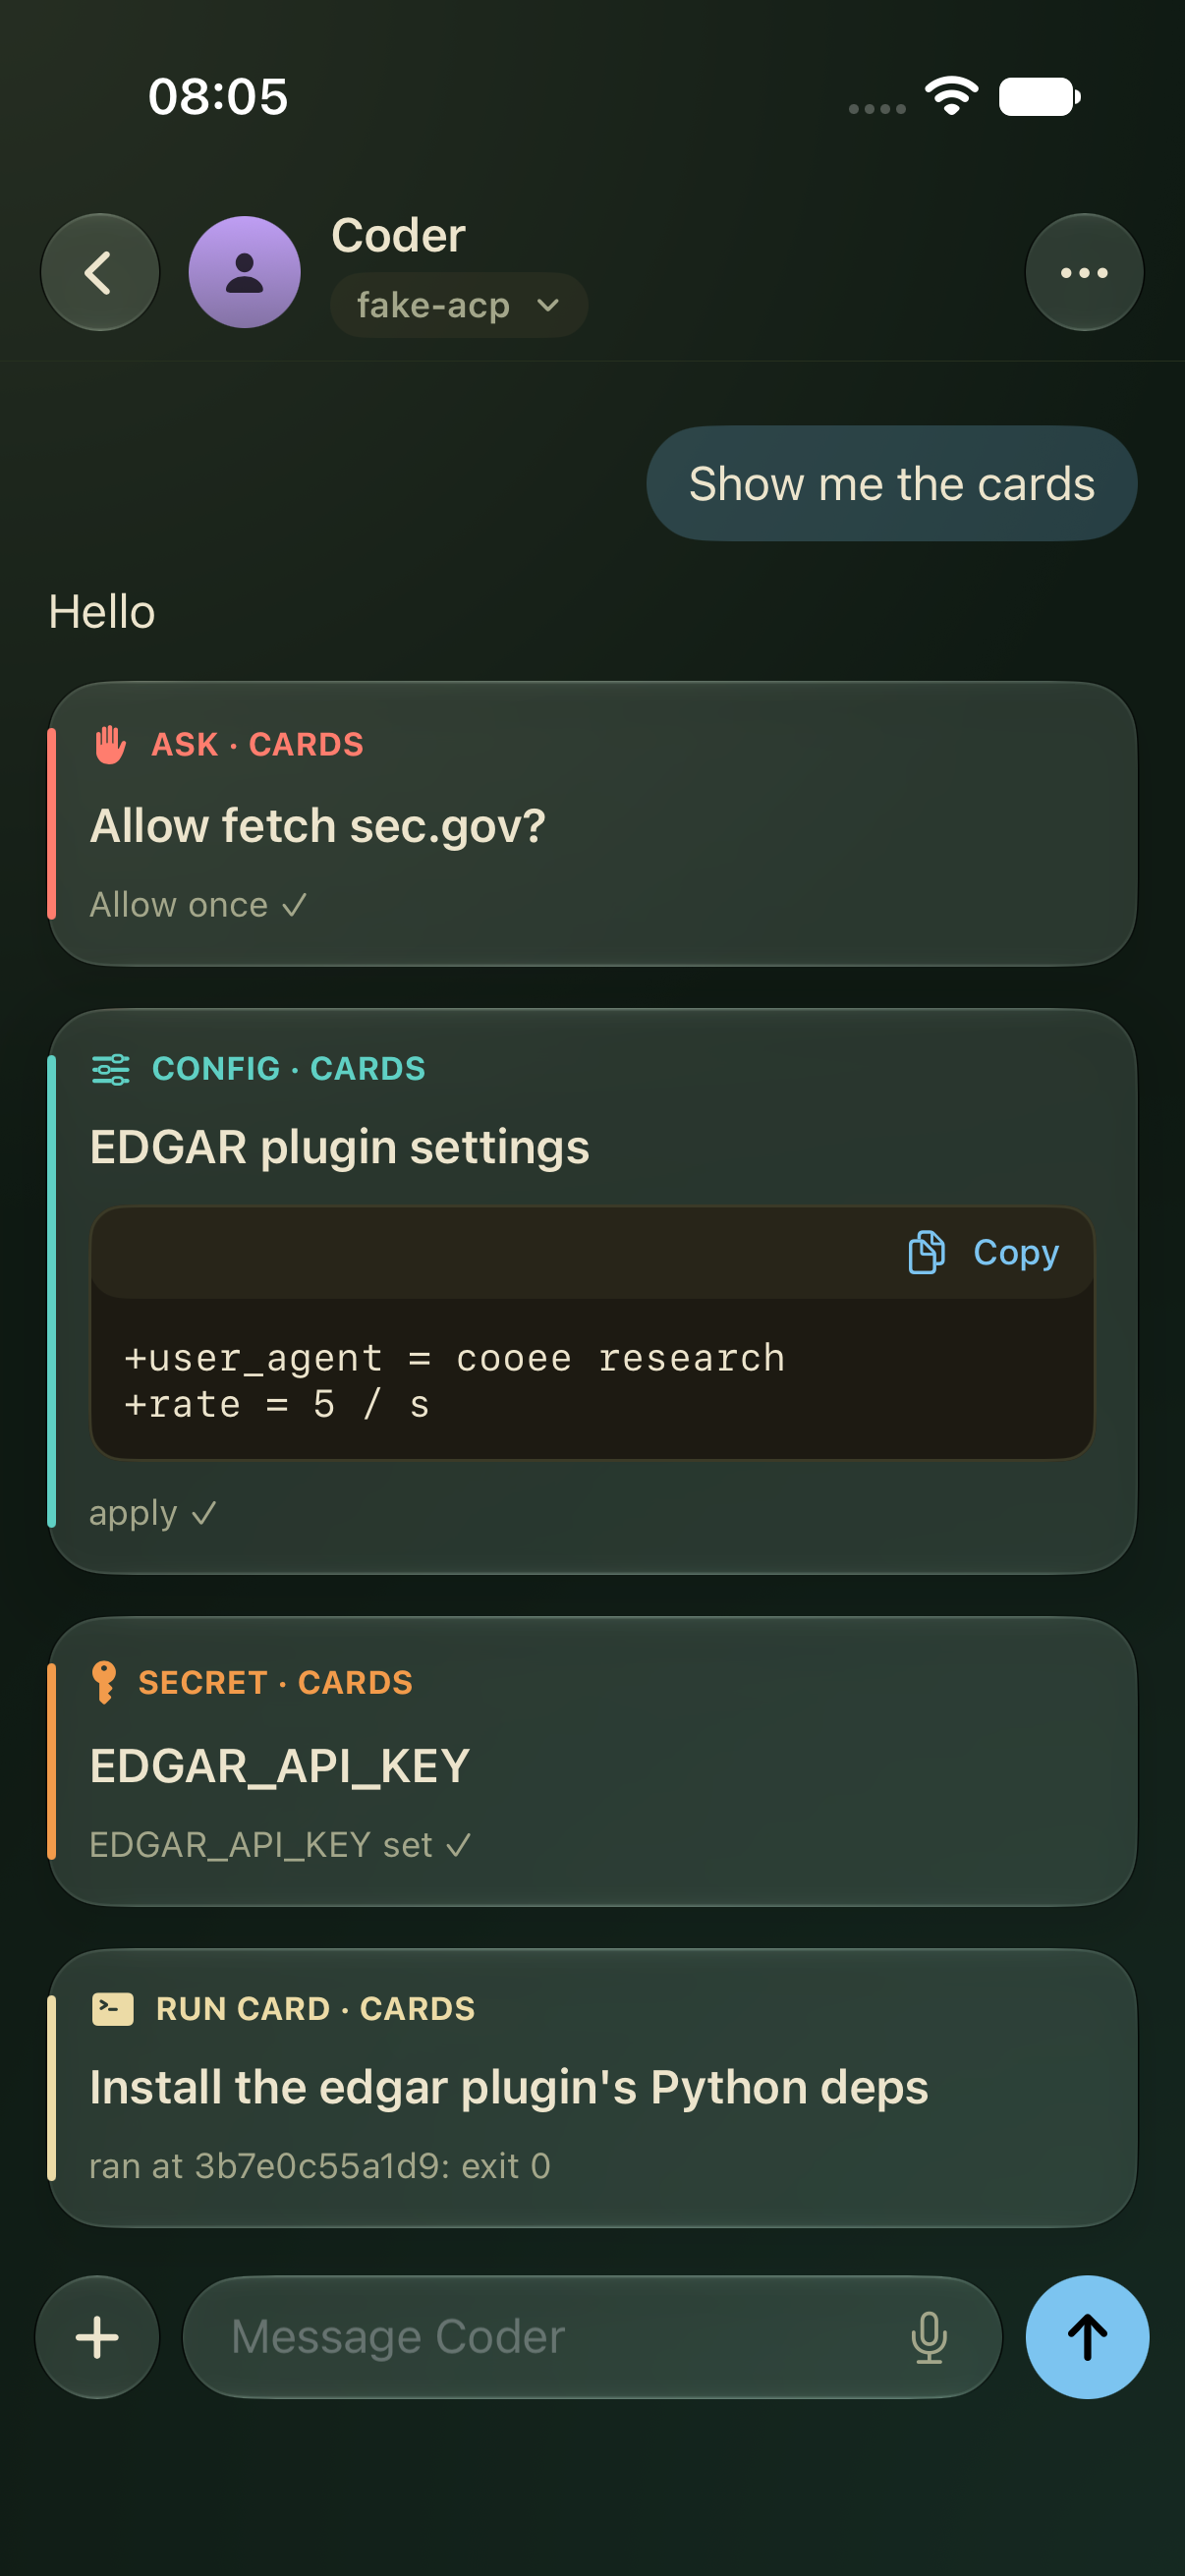 08:05
Coder
fake-acp
Show me the cards
Hello
ASK · CARDS
Allow fetch sec.gov?
Allow once ✓
CONFIG · CARDS
EDGAR plugin settings
Copy
+user_agent = cooee research
+rate = 5 / s
apply ✓
SECRET · CARDS
EDGAR_API_KEY
EDGAR_API_KEY set ✓
RUN CARD · CARDS
Install the edgar plugin's Python deps
ran at 3b7e0c55a1d9: exit 0
Message Coder